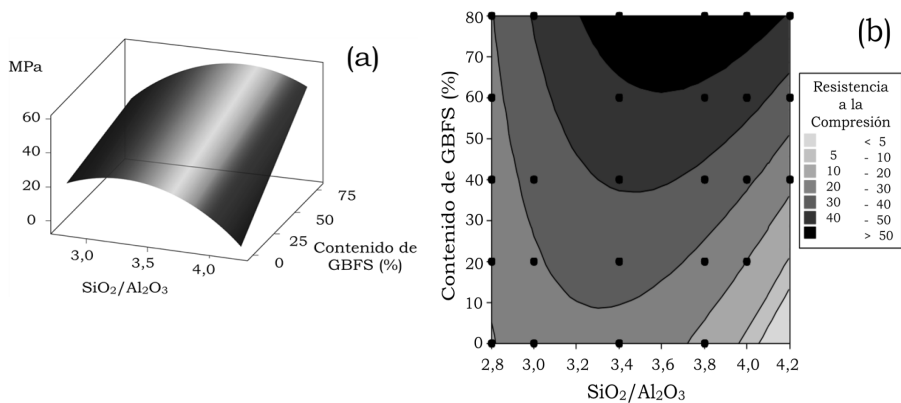 (a)
MPa
60
40
20
0
3,0
3,5
4,0
SiO₂/Al₂O₃
0
25
50
75
Contenido de
GBFS (%)
(b)
Contenido de GBFS (%)
80
70
60
50
40
30
20
10
0
2,8 3,0 3,2 3,4 3,6 3,8 4,0 4,2
SiO₂/Al₂O₃
Resistencia
a la
Compresión
< 5
5 - 10
10 - 20
20 - 30
30 - 40
40 - 50
> 50